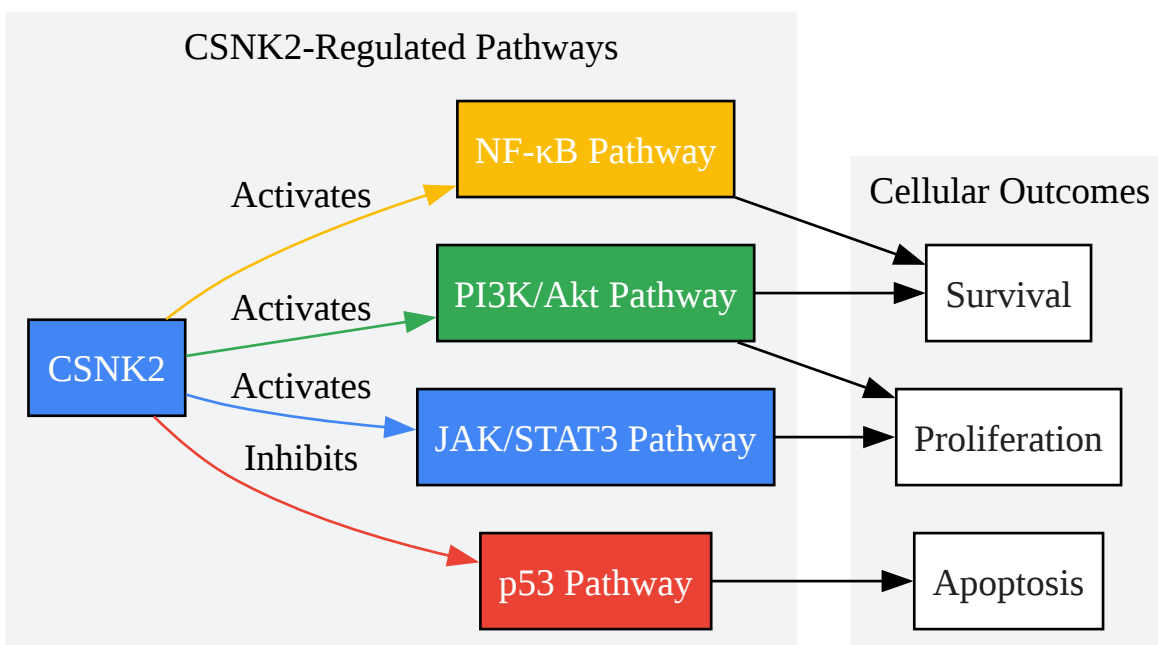 CSNK2-Regulated Pathways
NF-κB Pathway
Activates
Cellular Outcomes
PI3K/Akt Pathway
Survival
Activates
CSNK2
Activates
JAK/STAT3 Pathway
Proliferation
Inhibits
p53 Pathway
Apoptosis